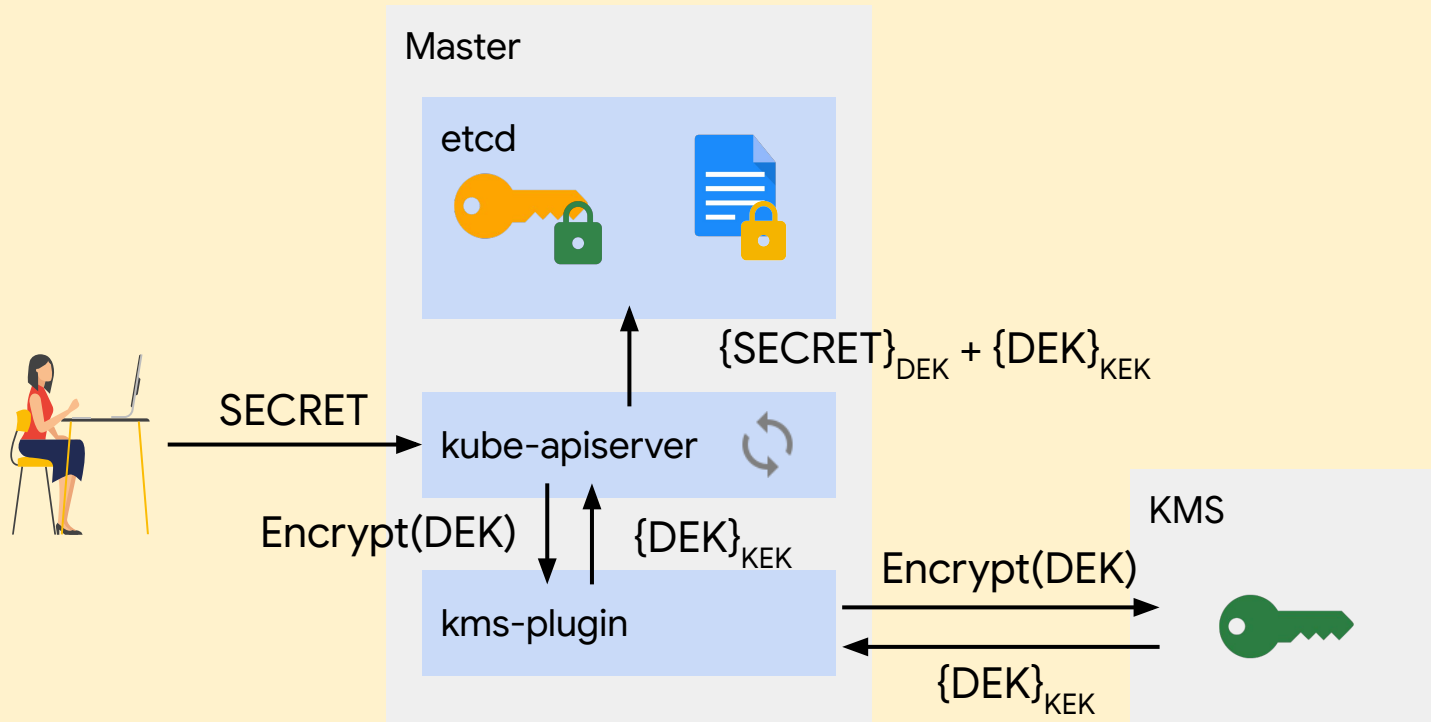 Master
etcd
{SECRET}DEK + {DEK}KEK
SECRET
kube-apiserver
Encrypt(DEK)
{DEK}KEK
KMS
Encrypt(DEK)
kms-plugin
{DEK}KEK